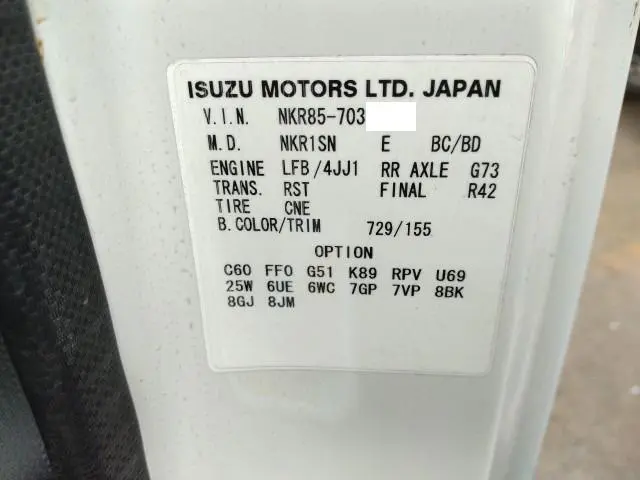 ISUZU MOTORS LTD. JAPAN
V.I.N. NKR85-703
M.D. NKR1SN E BC/BD
ENGINE LFB/4JJ1 RR AXLE G73
TRANS. RST FINAL R42
TIRE CNE
B.COLOR/TRIM 729/155
OPTION
C60 FF0 G51 K89 RPV U69
25W 6UE 6WC 7GP 7VP 8BK
8GJ 8JM